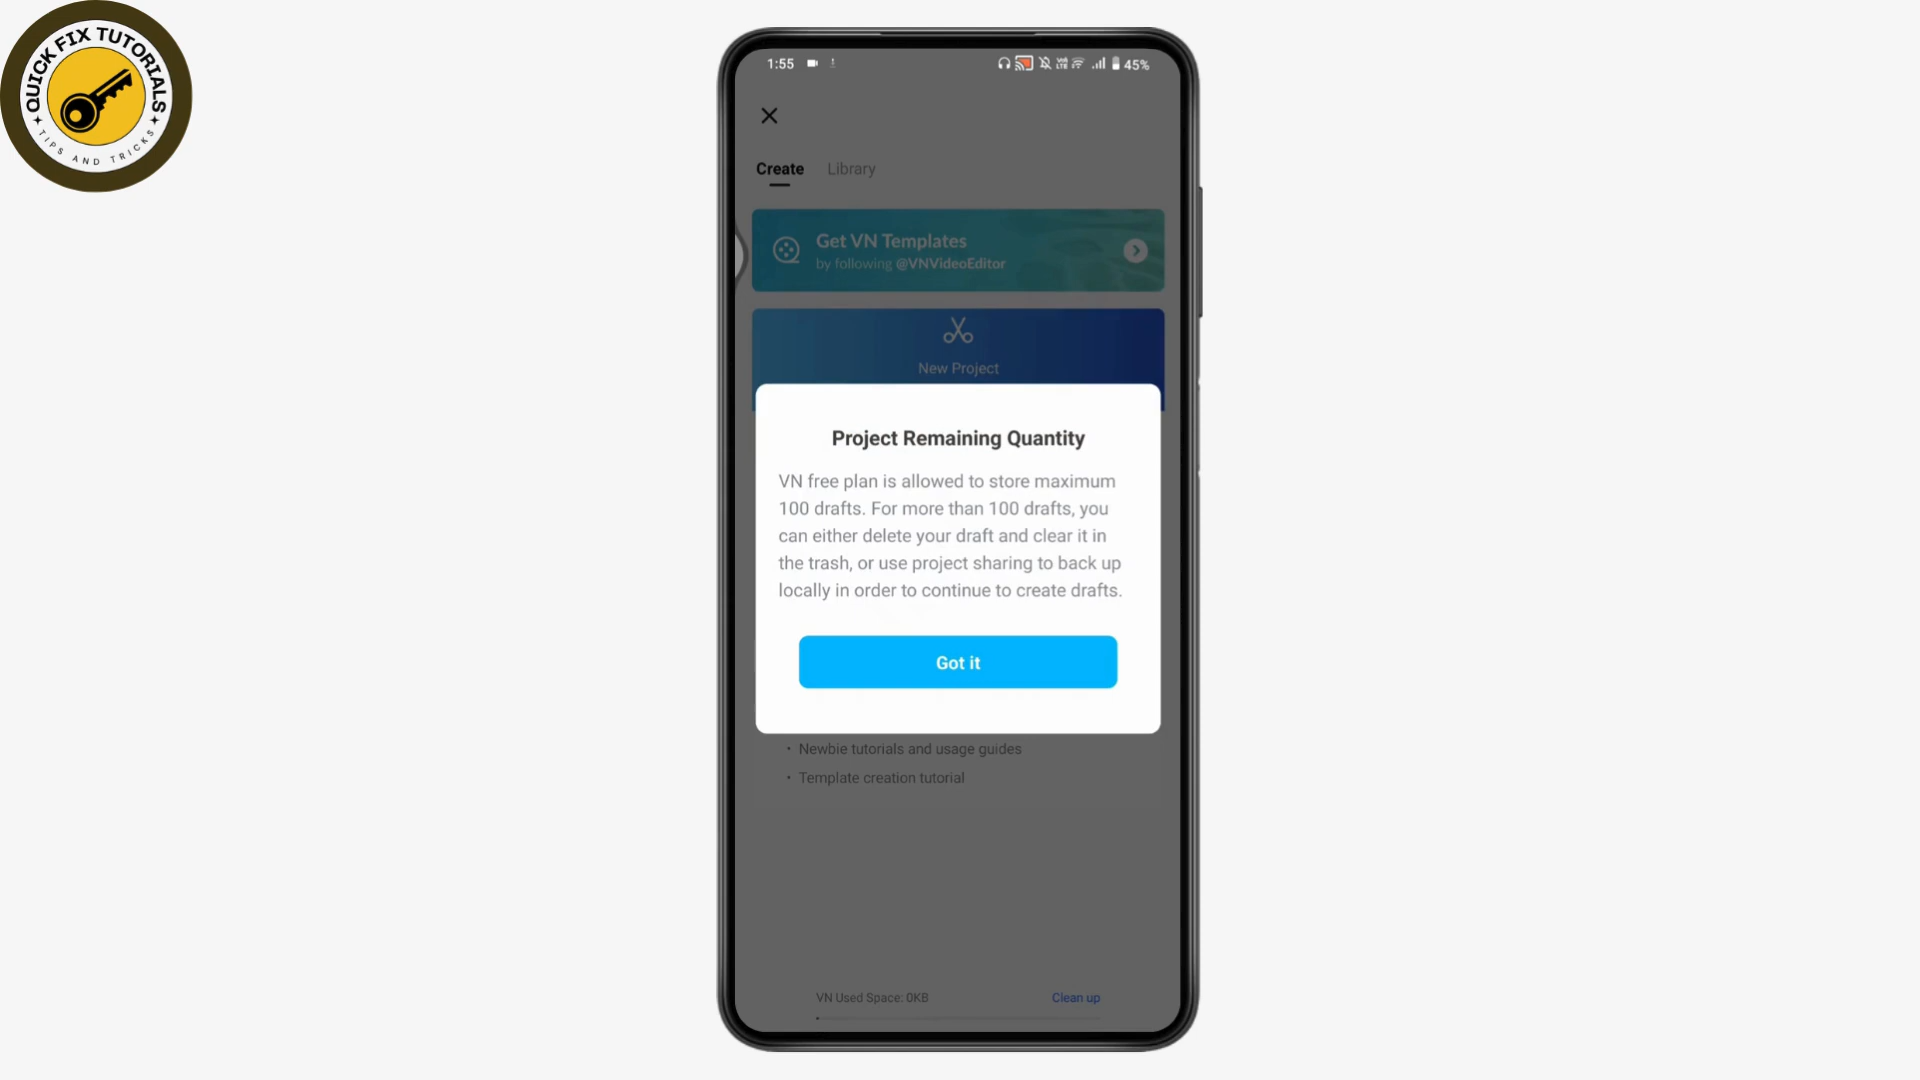 QUICK FIX TUTORIALS
TIPS AND TRICKS
1:55
45%
Create Library
Get VN Templates
by following @VNVideoEditor
New Project
Project Remaining Quantity
VN free plan is allowed to store maximum
100 drafts. For more than 100 drafts, you
can either delete your draft and clear it in
the trash, or use project sharing to back up
locally in order to continue to create drafts.
Got it
• Newbie tutorials and usage guides
• Template creation tutorial
VN Used Space: 0KB Clean up